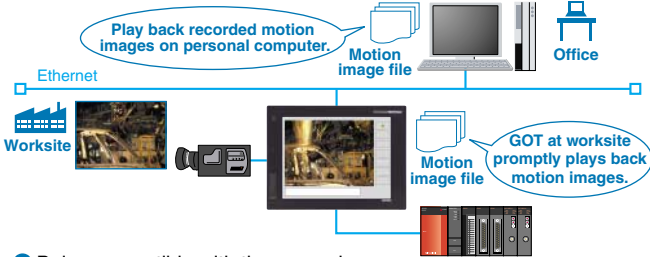 Play back recorded motion
images on personal computer.
Motion
image file
Office
Ethernet
Worksite
Motion
image file
GOT at worksite
promptly plays back
motion images.